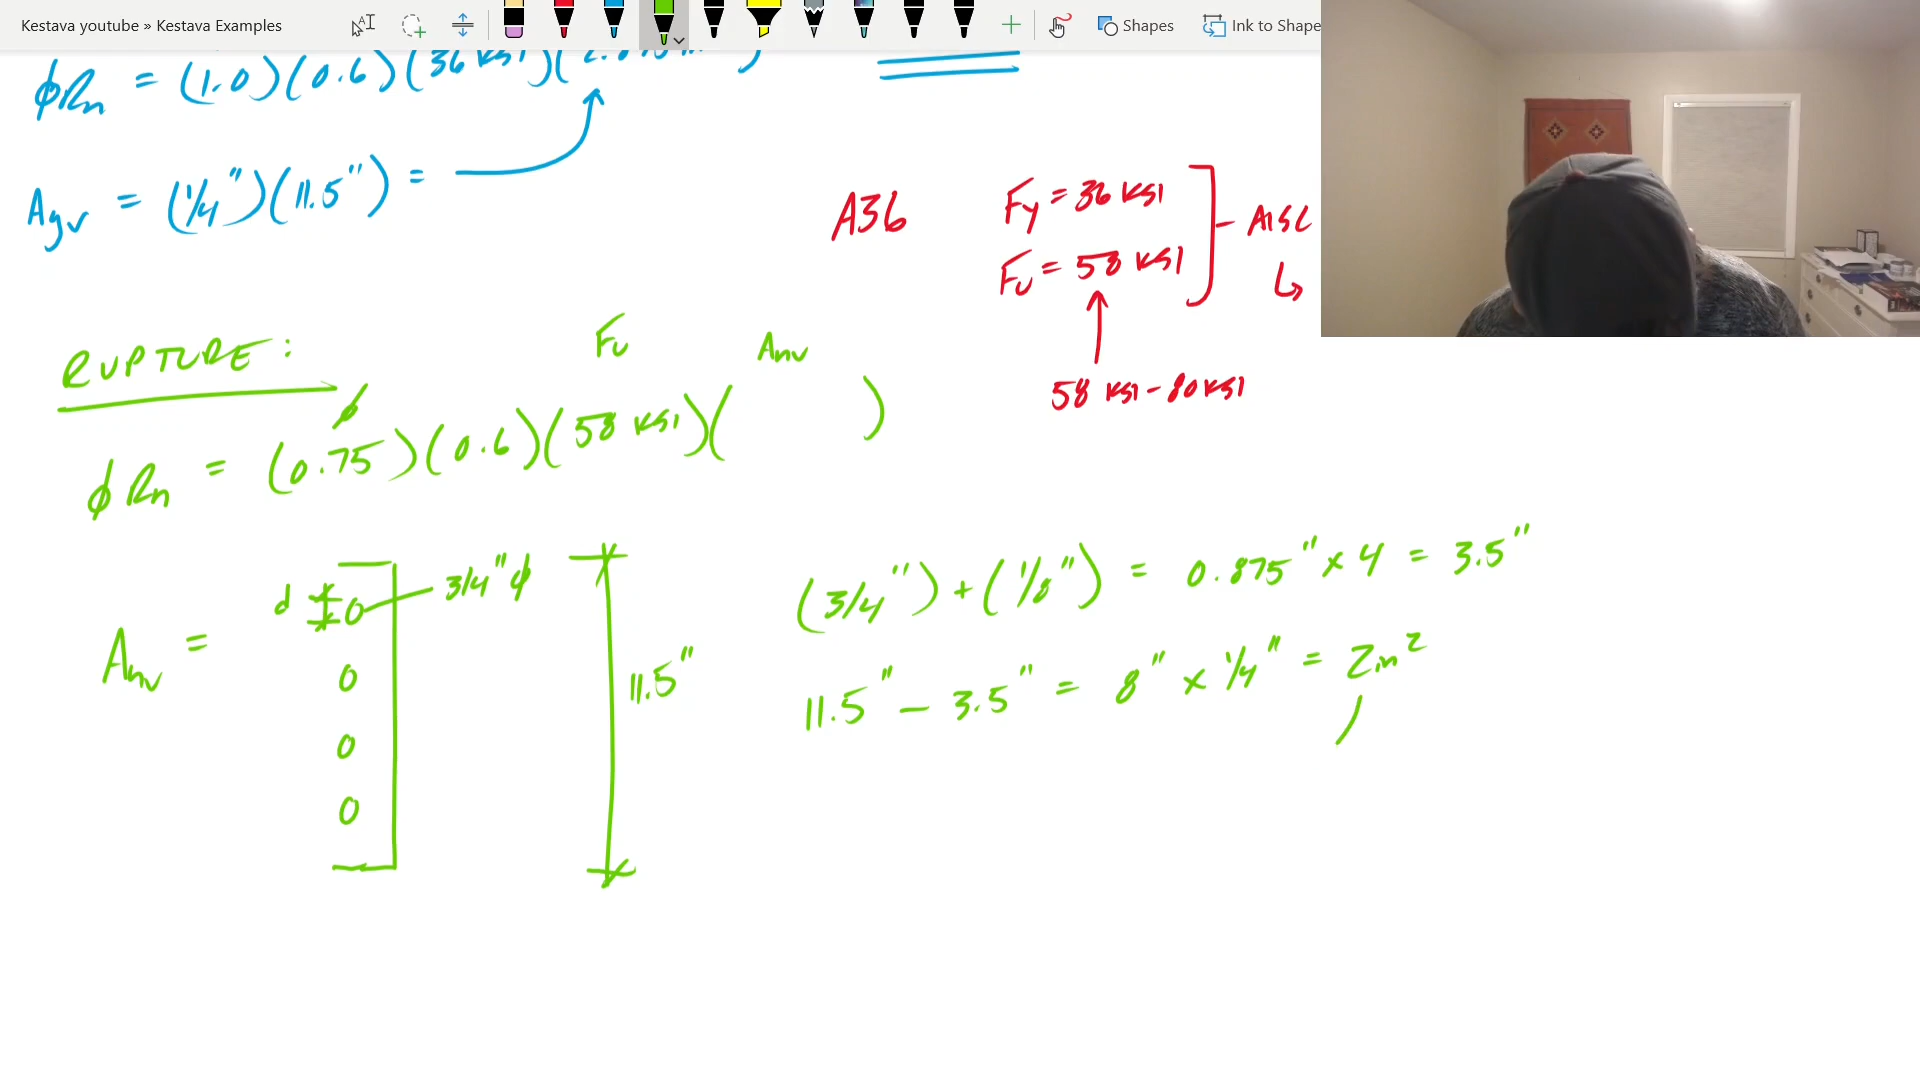 Kestava youtube » Kestava Examples
Shapes
Ink to Shape
φRn = (1.0)(0.6)(36 KSI)(
Agv = (1/4")(11.5") =
A36
Fy = 36 KSI
Fu = 58 KSI
AISC
58 KSI - 80 KSI
RUPTURE:
Fu
Anv
φ
φRn = (0.75)(0.6)(58 KSI)( )
Anv =
d
3/4" φ
11.5"
(3/4") + (1/8") = 0.875" x 4 = 3.5"
11.5" - 3.5" = 8" x 1/4" = 2in²